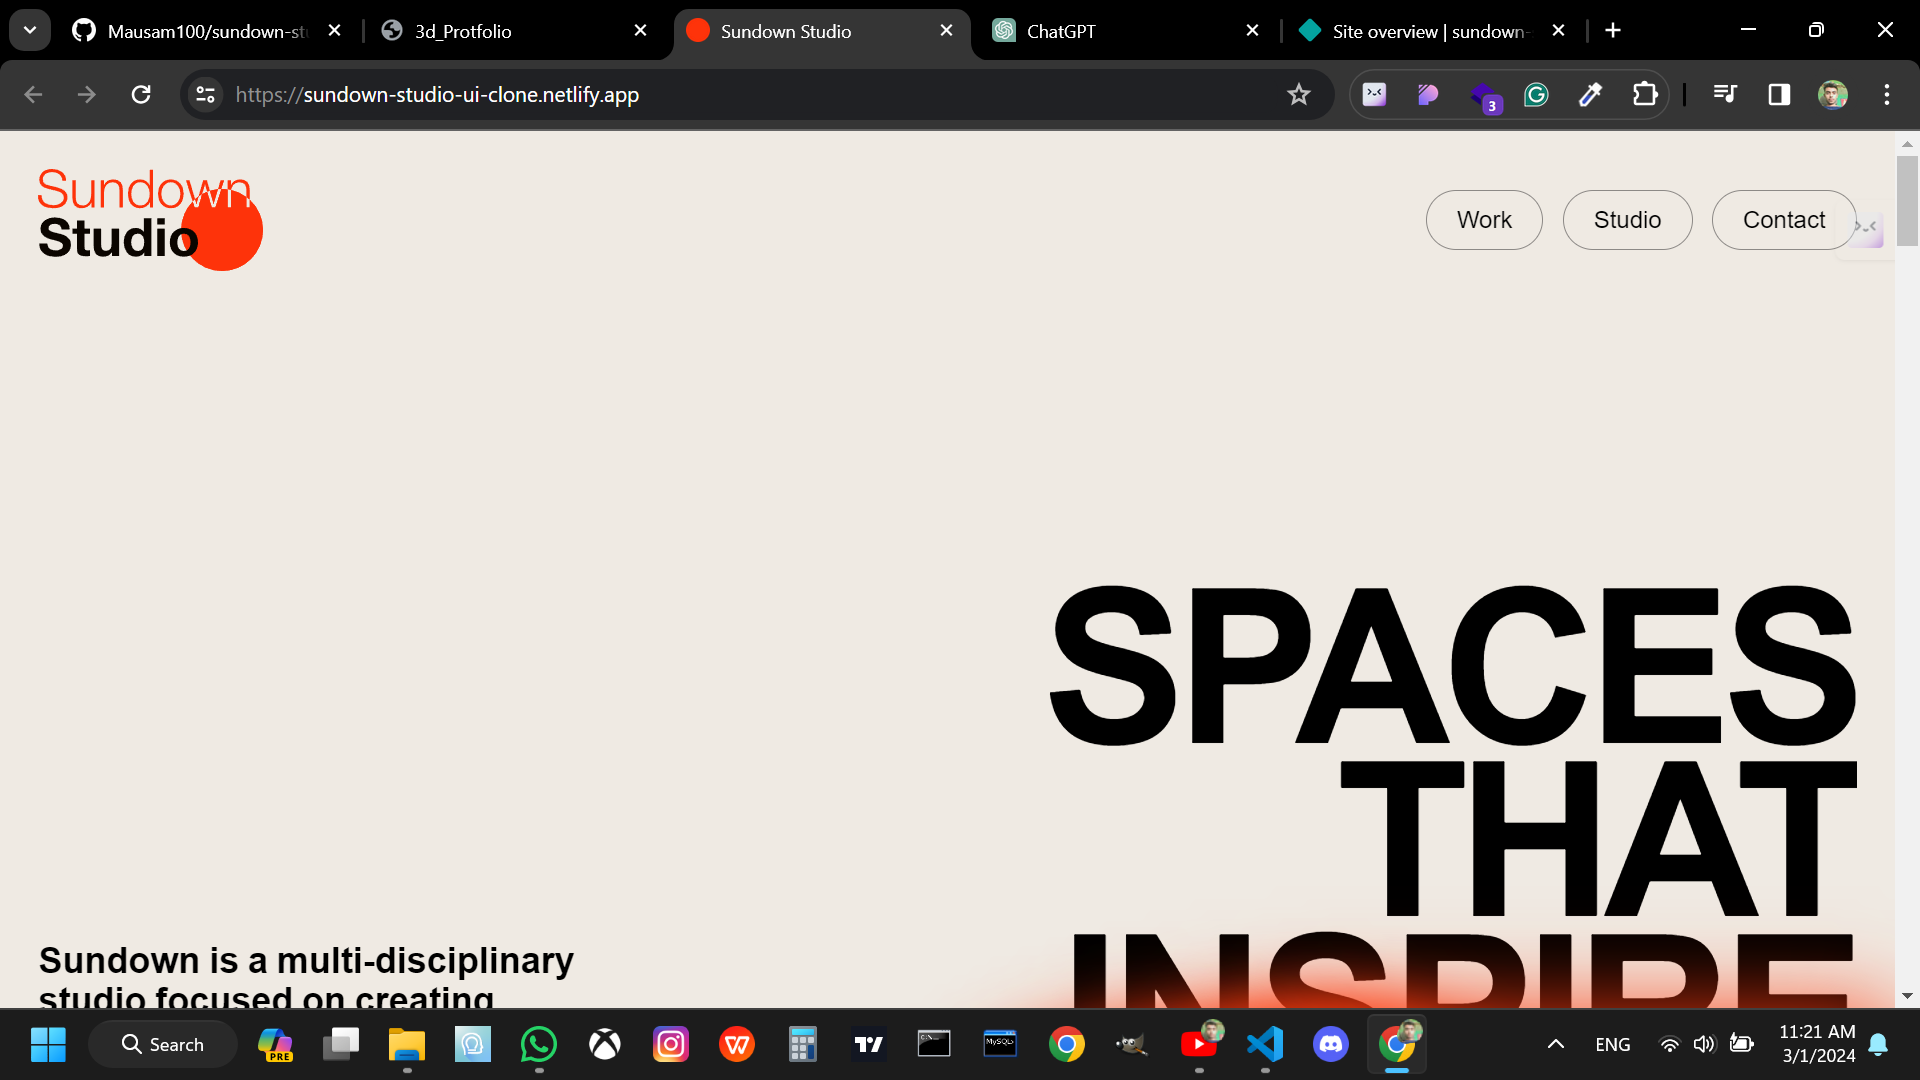 Mausam100/sundown-st
3d_Protfolio
Sundown Studio
ChatGPT
Site overview | sundown-
https://sundown-studio-ui-clone.netlify.app
3
Sundown
Studio
Work
Studio
Contact
SPACES
THAT
INSPIRE
Sundown is a multi-disciplinary
studio focused on creating
Search
PRE
MySQL>
ENG
11:21 AM
3/1/2024